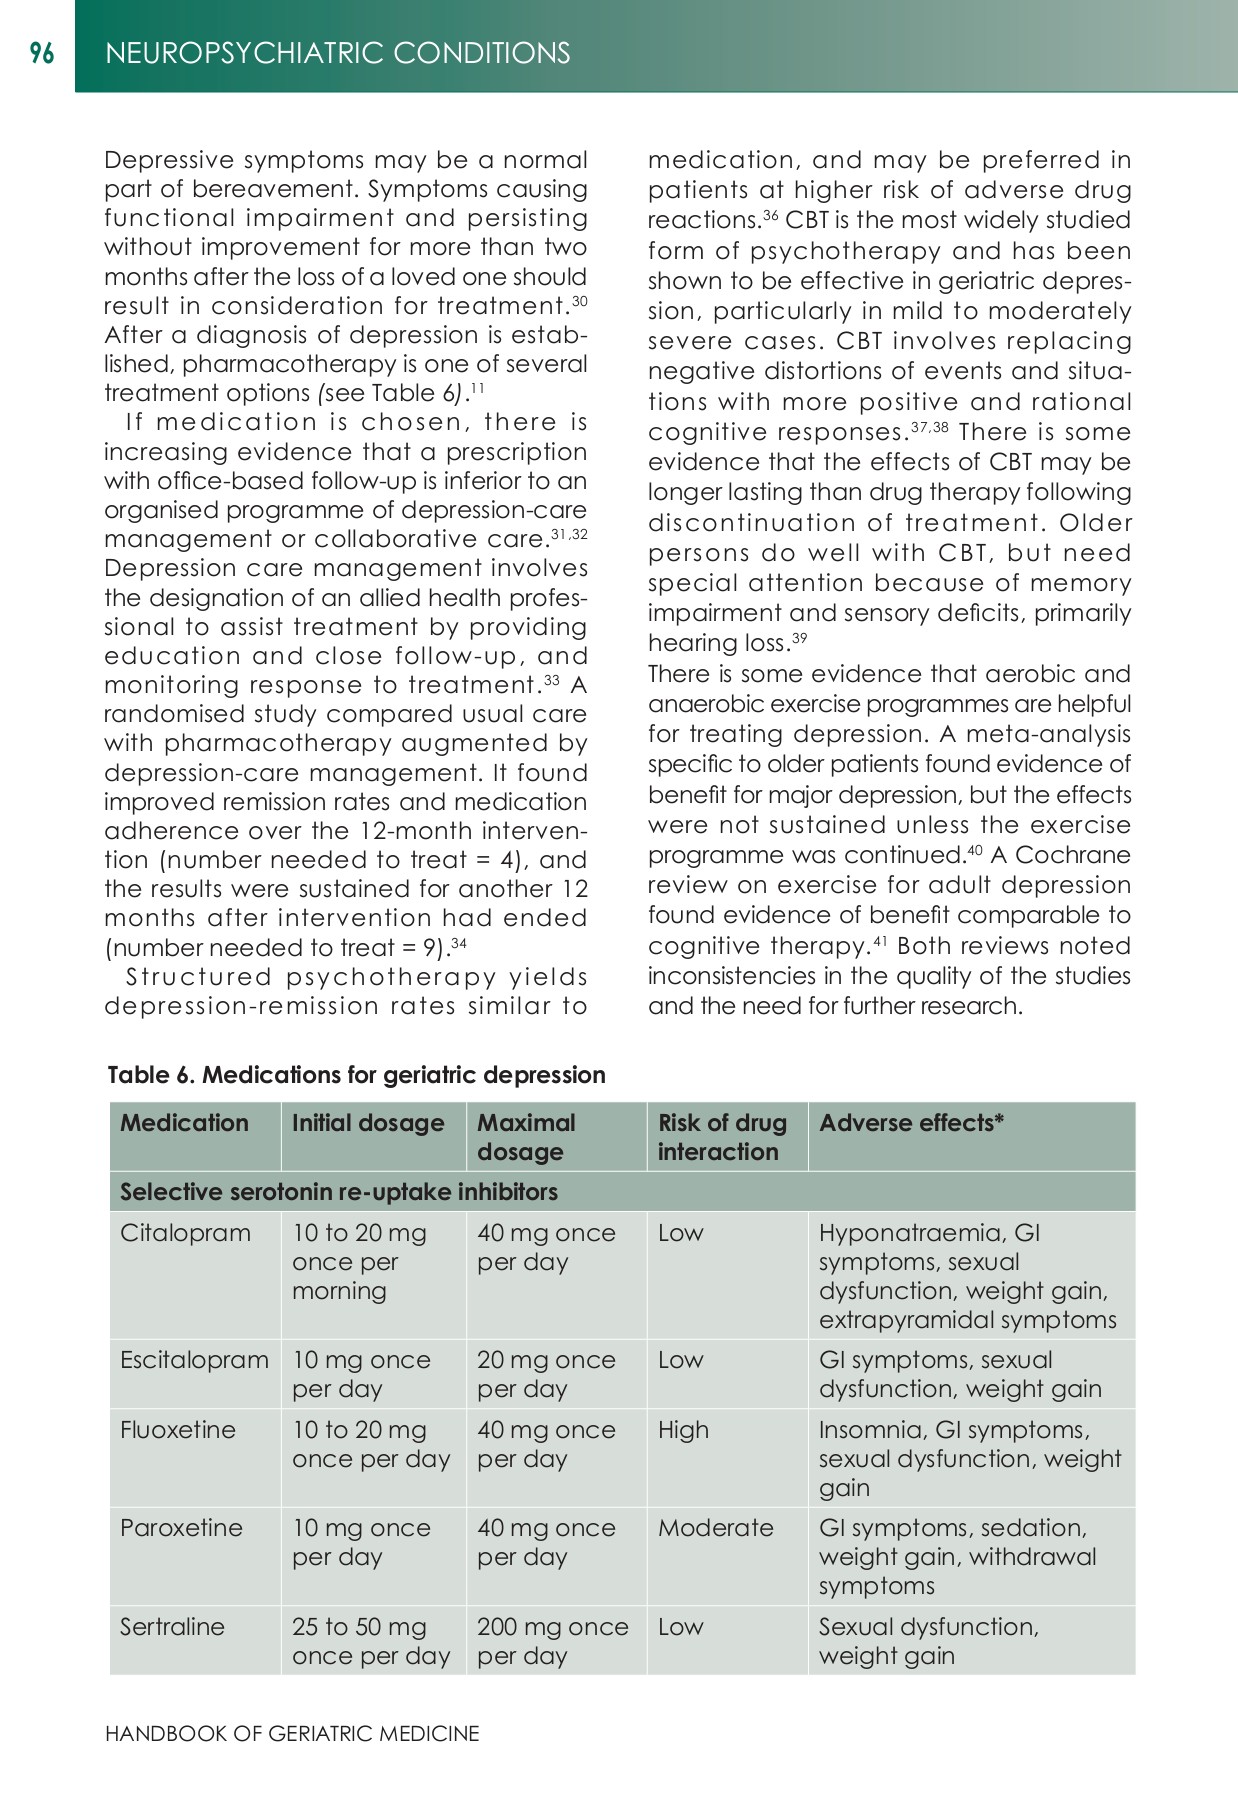 96
NEUROPSYCHIATRIC CONDITIONS
Depressive symptoms may be a normal
part of bereavement. Symptoms causing
functional impairment and persisting
without improvement for more than two
months after the loss of a loved one should
result in consideration for treatment.30
After a diagnosis of depression is estab-
lished, pharmacotherapy is one of several
treatment options (see Table 6).11
If medication is chosen, there is
increasing evidence that a prescription
with office-based follow-up is inferior to an
organised programme of depression-care
management or collaborative care.31,32
Depression care management involves
the designation of an allied health profes-
sional to assist treatment by providing
education and close follow-up, and
monitoring response to treatment.33 A
randomised study compared usual care
with pharmacotherapy augmented by
depression-care management. It found
improved remission rates and medication
adherence over the 12-month interven-
tion (number needed to treat = 4), and
the results were sustained for another 12
months after intervention had ended
(number needed to treat = 9).34
Structured psychotherapy yields
depression-remission rates similar to
medication, and may be preferred in
patients at higher risk of adverse drug
reactions.36 CBT is the most widely studied
form of psychotherapy and has been
shown to be effective in geriatric depres-
sion, particularly in mild to moderately
severe cases. CBT involves replacing
negative distortions of events and situa-
tions with more positive and rational
cognitive responses.37,38 There is some
evidence that the effects of CBT may be
longer lasting than drug therapy following
discontinuation of treatment. Older
persons do well with CBT, but need
special attention because of memory
impairment and sensory deficits, primarily
hearing loss.39
There is some evidence that aerobic and
anaerobic exercise programmes are helpful
for treating depression. A meta-analysis
specific to older patients found evidence of
benefit for major depression, but the effects
were not sustained unless the exercise
programme was continued.40 A Cochrane
review on exercise for adult depression
found evidence of benefit comparable to
cognitive therapy.41 Both reviews noted
inconsistencies in the quality of the studies
and the need for further research.
Table 6. Medications for geriatric depression
Medication Initial dosage Maximal Risk of drug Adverse effects*
dosage interaction
Selective serotonin re-uptake inhibitors
Citalopram 10 to 20 mg 40 mg once Low Hyponatraemia, GI
once per per day symptoms, sexual
morning dysfunction, weight gain,
extrapyramidal symptoms
Escitalopram 10 mg once 20 mg once Low GI symptoms, sexual
per day per day dysfunction, weight gain
Fluoxetine 10 to 20 mg 40 mg once High Insomnia, GI symptoms,
once per day per day sexual dysfunction, weight
gain
Paroxetine 10 mg once 40 mg once Moderate GI symptoms, sedation,
per day per day weight gain, withdrawal
symptoms
Sertraline 25 to 50 mg 200 mg once Low Sexual dysfunction,
once per day per day weight gain
HANDBOOK OF GERIATRIC MEDICINE